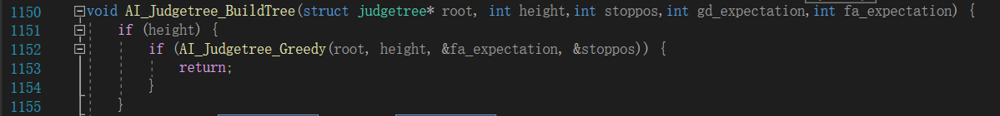 1150 void AI_Judgetree_BuildTree(struct judgetree* root, int height,int stoppos,int gd_expectation,int fa_expectation) {
1151 if (height) {
1152 if (AI_Judgetree_Greedy(root, height, &fa_expectation, &stoppos)) {
1153 return;
1154 }
1155 }